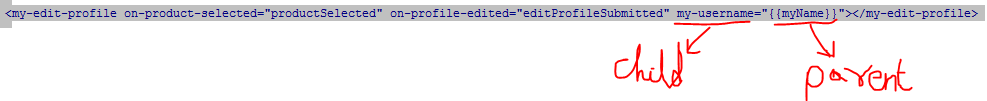 <my-edit-profile on-product-selected="productSelected" on-profile-edited="editProfileSubmitted" my-username="{{myName}}"></my-edit-profile>
child parent